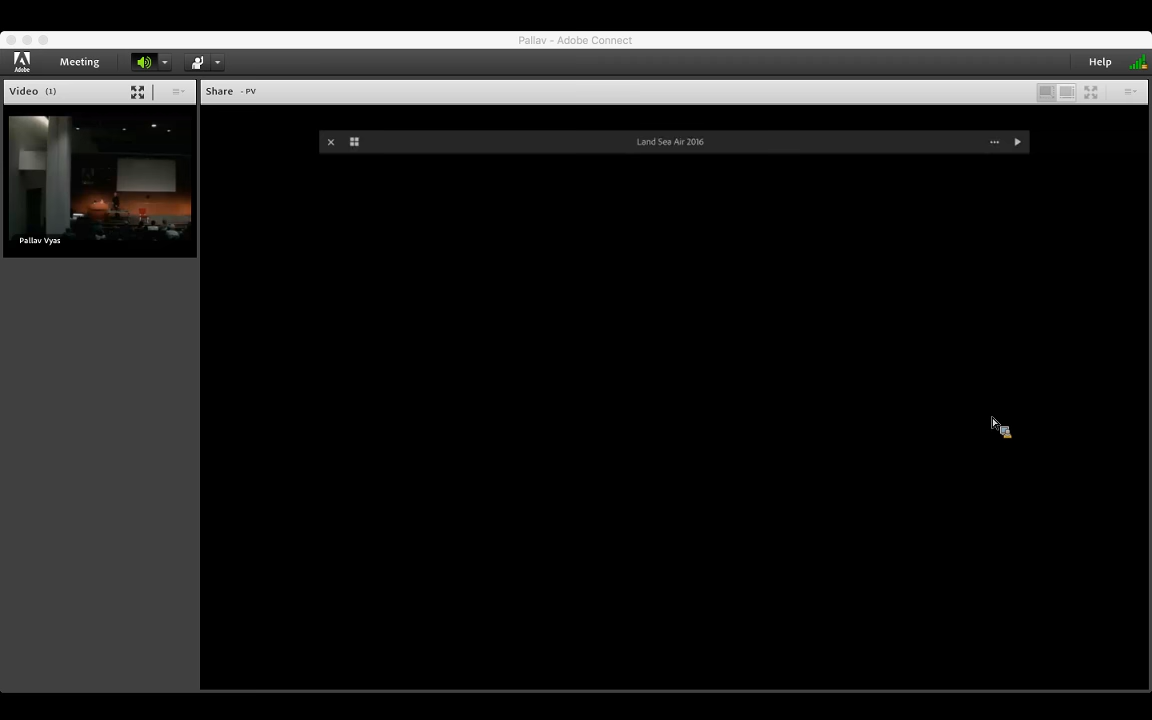 Pallav - Adobe Connect
Adobe
Meeting
Help
Video (1)
Share - PV
Land Sea Air 2016
Pallav Vyas